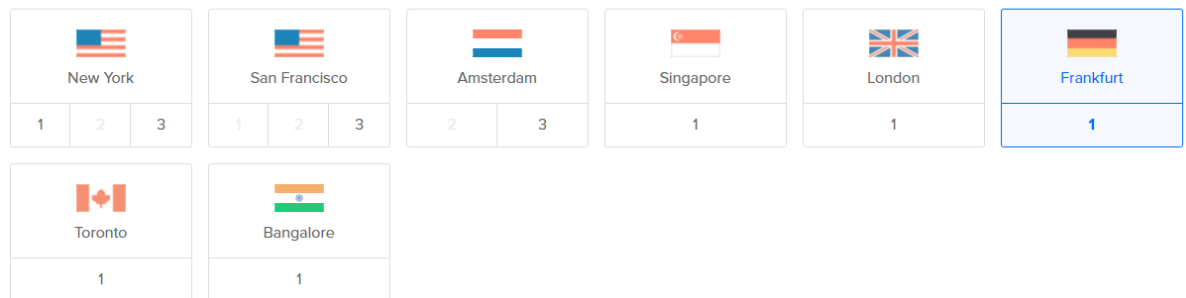 New York San Francisco Amsterdam Singapore London Frankfurt
1 2 3 1 2 3 2 3 1 1 1
Toronto Bangalore
1 1